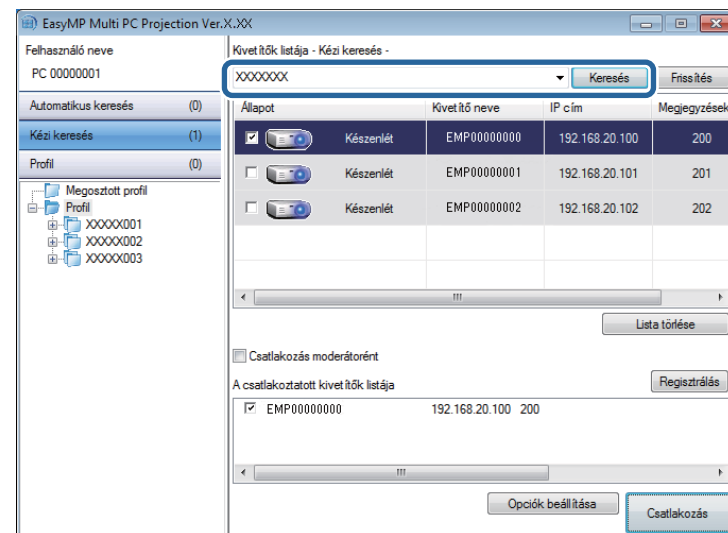 EasyMP Multi PC Projection Ver.X.XX
Felhasználó neve
PC 00000001
Automatikus keresés (0)
Kézi keresés (1)
Profil (0)
Megosztott profil
Profil
XXXXX001
XXXXX002
XXXXX003
Kivetítők listája - Kézi keresés -
XXXXXXX Keresés Frissítés
Állapot Kivetítő neve IP cím Megjegyzések
Készenlét EMP00000000 192.168.20.100 200
Készenlét EMP00000001 192.168.20.101 201
Készenlét EMP00000002 192.168.20.102 202
Lista törlése
Csatlakozás moderátorént
A csatlakoztatott kivetítők listája Regisztrálás
EMP00000000 192.168.20.100 200
Opciók beállítása Csatlakozás